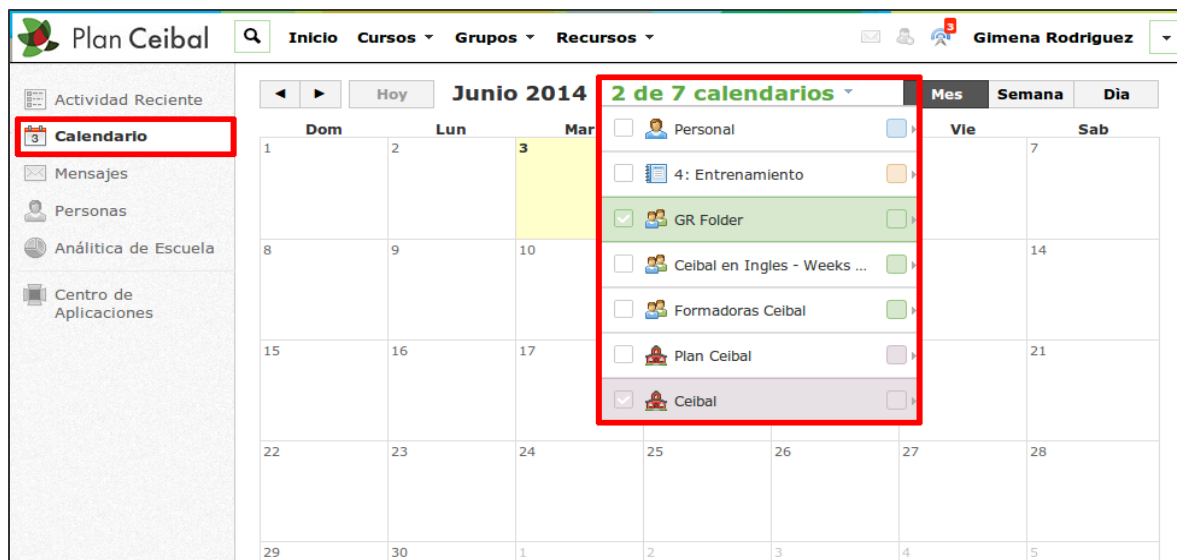 Plan Ceibal Inicio Cursos Grupos Recursos 3 Gimena Rodriguez
Actividad Reciente
3 Calendario
Mensajes
Personas
Análitica de Escuela
Centro de
Aplicaciones
Hoy Junio 2014 2 de 7 calendarios Mes Semana Dìa
Dom Lun Mar Vie Sab
Personal
4: Entrenamiento
GR Folder
Ceibal en Ingles - Weeks ...
Formadoras Ceibal
Plan Ceibal
Ceibal
1 2 3 7
8 9 10 14
15 16 17 21
22 23 24 25 26 27 28
29 30 1 2 3 4 5